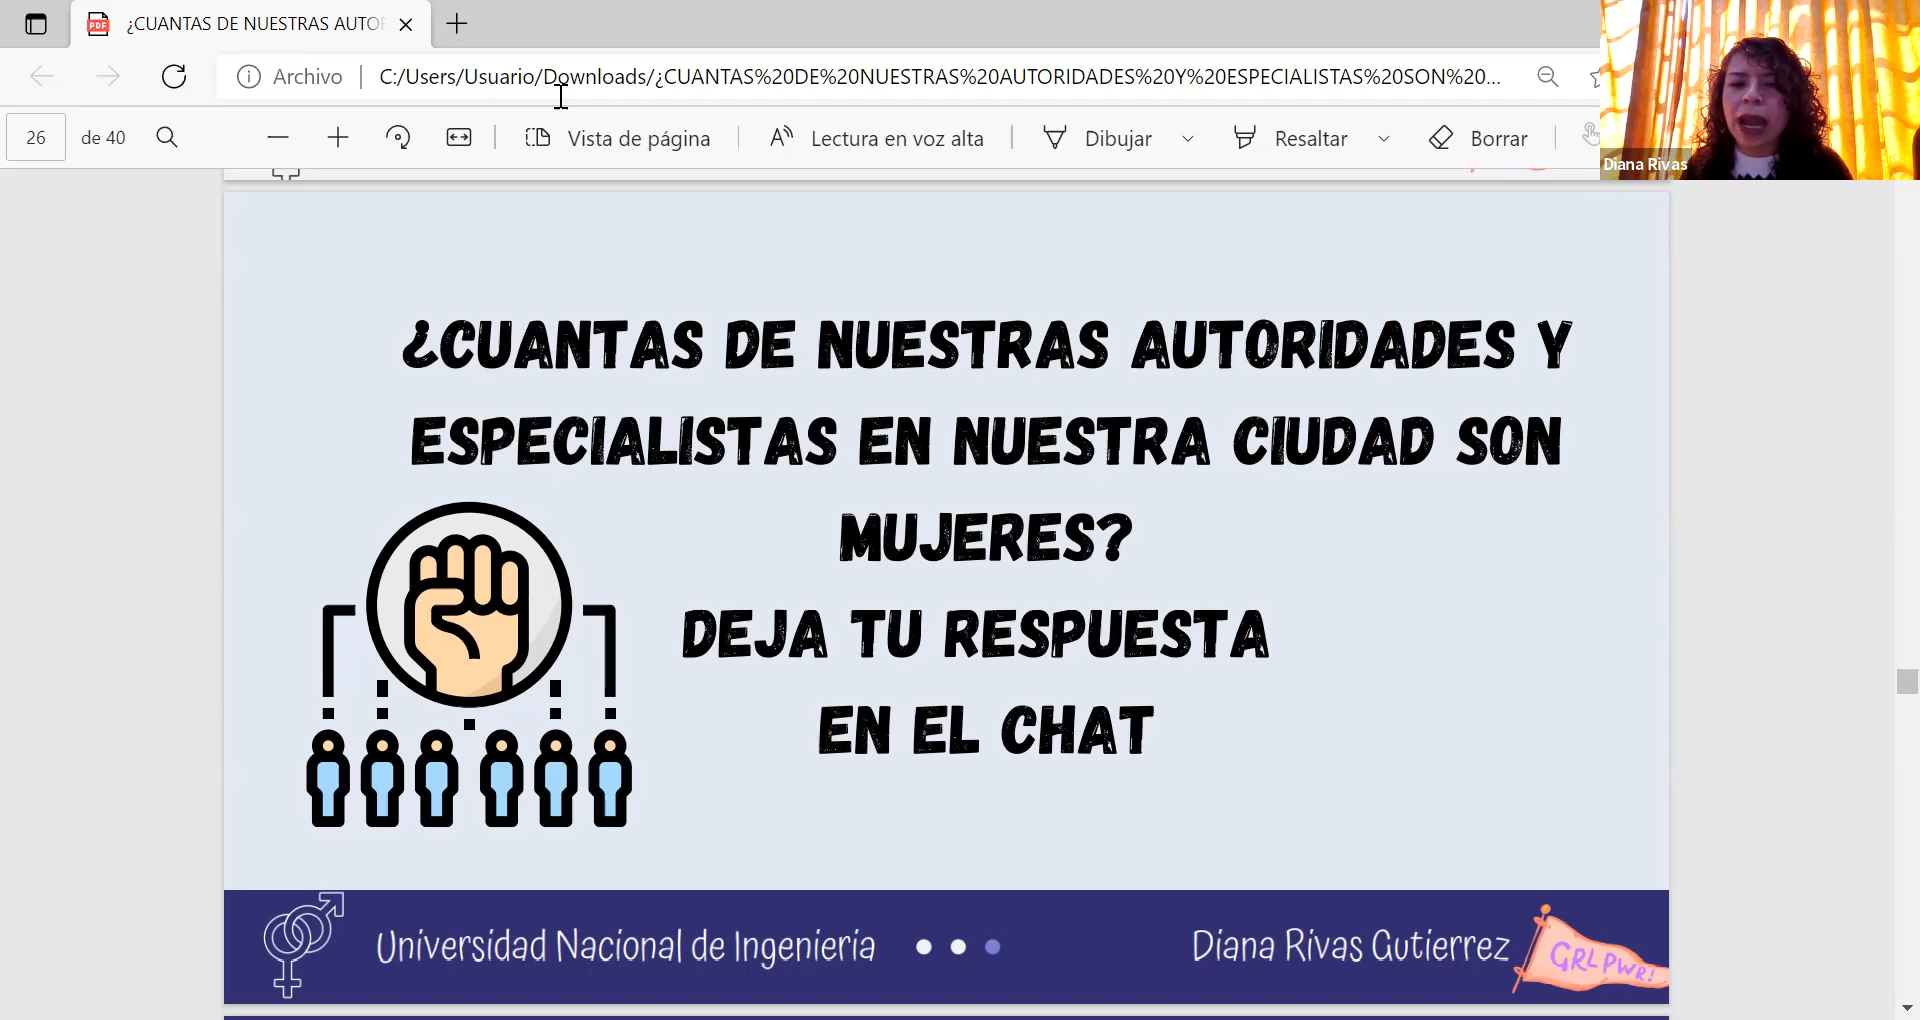 ¿CUANTAS DE NUESTRAS AUTOR
Archivo
C:/Users/Usuario/Downloads/¿CUANTAS%20DE%20NUESTRAS%20AUTORIDADES%20Y%20ESPECIALISTAS%20SON%20...
26 de 40
Vista de página
Lectura en voz alta
Dibujar
Resaltar
Borrar
Diana Rivas
¿CUANTAS DE NUESTRAS AUTORIDADES Y
ESPECIALISTAS EN NUESTRA CIUDAD SON
MUJERES?
DEJA TU RESPUESTA
EN EL CHAT
Universidad Nacional de Ingenieria
Diana Rivas Gutierrez
GRL PWR!